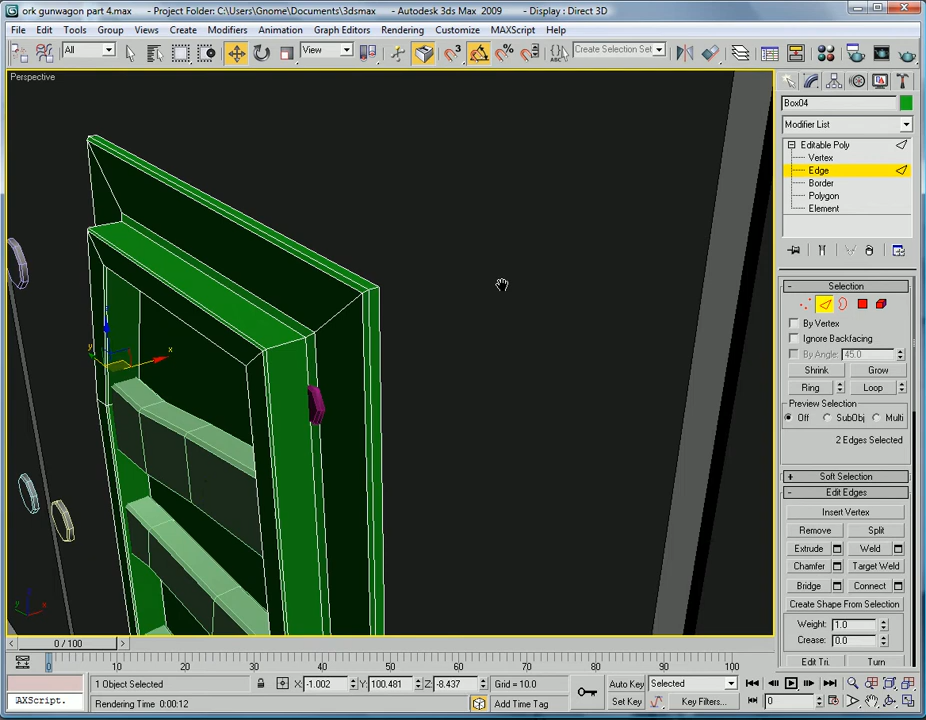 ork gunwagon part 4.max - Project Folder: C:\Users\Gnome\Documents\3dsmax - Autodesk 3ds Max 2009 - Display : Direct 3D
File Edit Tools Group Views Create Modifiers Animation Graph Editors Rendering Customize MAXScript Help
All View 3 Create Selection Set
Perspective
Box04
Modifier List
Editable Poly
Vertex
Edge
Border
Polygon
Element
- Selection
By Vertex
Ignore Backfacing
By Angle: 45.0
Shrink Grow
Ring Loop
Preview Selection
Off SubObj Multi
2 Edges Selected
+ Soft Selection
- Edit Edges
Insert Vertex
Remove Split
Extrude Weld
Chamfer Target Weld
Bridge Connect
Create Shape From Selection
Weight: 1.0
Crease: 0.0
Edit Tri. Turn
x
y
z
< 0 / 100 >
0 10 20 30 40 50 60 70 80 90 100
1 Object Selected X: -1.002 Y: 100.481 Z: -8.437 Grid = 10.0 Auto Key Selected
AXScript. Rendering Time 0:00:12 Add Time Tag Set Key Key Filters... 0